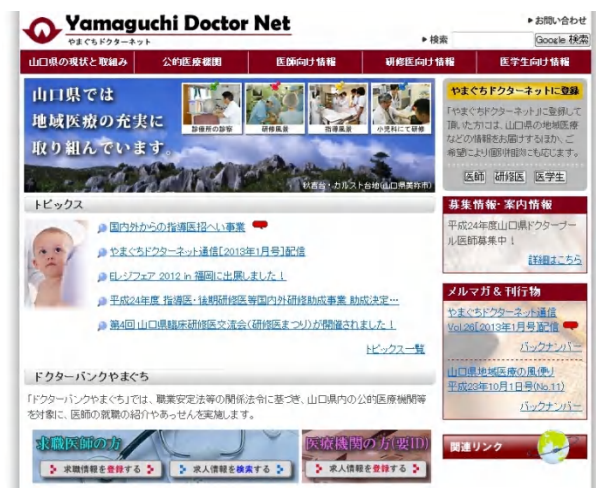 Yamaguchi Doctor Net
やまぐちドクターネット
お問い合わせ
検索
Google 検索
山口県の現状と取組み
公的医療機関
医師向け情報
研修医向け情報
医学生向け情報
山口県では
地域医療の充実に
取り組んでいます。
診療所の診察
研修風景
指導風景
小児科にて研修
秋吉台・カルスト台地(山口県美祢市)
やまぐちドクターネットに登録
「やまぐちドクターネット」に登録して
頂いた方には、山口県の地域医療
などの情報をお届けするほか、ご
希望により個別相談にも応じます。
医師
研修医
医学生
トピックス
国内外からの指導医招へい事業
やまぐちドクターネット通信[2013年1月号]配信
eレジフェア 2012 in 福岡に出展しました！
平成24年度 指導医・後期研修医等国内外研修助成事業 助成決定…
第4回 山口県臨床研修医交流会(研修医まつり)が開催されました！
トピックス一覧
募集情報・案内情報
平成24年度山口県ドクタープー
ル医師募集中！
詳細はこちら
メルマガ & 刊行物
やまぐちドクターネット通信
Vol.26[2013年1月号]配信
バックナンバー
山口県地域医療の風(便り)
平成23年10月1日号(No.11)
バックナンバー
ドクターバンクやまぐち
「ドクターバンクやまぐち」では、職業安定法等の関係法令に基づき、山口県内の公的医療機関等
を対象に、医師の就職の紹介やあっせんを実施します。
求職医師の方
求職情報を登録する
求人情報を検索する
医療機関の方(要ID)
求人情報を登録する
関連リンク